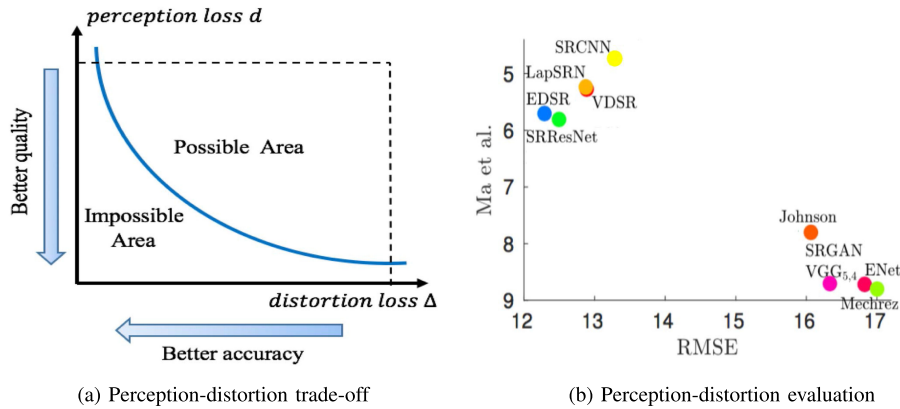 perception loss d
Better quality
Possible Area
Impossible
Area
distortion loss Δ
Better accuracy
(a) Perception-distortion trade-off
SRCNN
LapSRN
VDSR
EDSR
SRResNet
Johnson
SRGAN
VGG5,4
ENet
Mechrez
Ma et al.
5
6
7
8
9
12 13 14 15 16 17
RMSE
(b) Perception-distortion evaluation